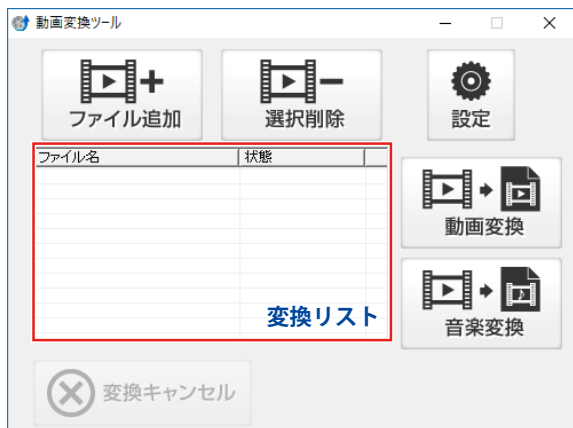 動画変換ツール
ファイル追加
選択削除
設定
ファイル名 状態
動画変換
変換リスト
音楽変換
変換キャンセル